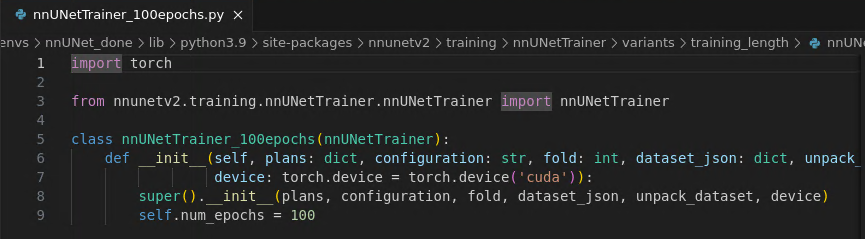 nnUNetTrainer_100epochs.py ×
envs > nnUNet_done > lib > python3.9 > site-packages > nnunetv2 > training > nnUNetTrainer > variants > training_length > nnUN
1 import torch
2
3 from nnunetv2.training.nnUNetTrainer.nnUNetTrainer import nnUNetTrainer
4
5 class nnUNetTrainer_100epochs(nnUNetTrainer):
6     def __init__(self, plans: dict, configuration: str, fold: int, dataset_json: dict, unpack_
7                  device: torch.device = torch.device('cuda')):
8         super().__init__(plans, configuration, fold, dataset_json, unpack_dataset, device)
9         self.num_epochs = 100